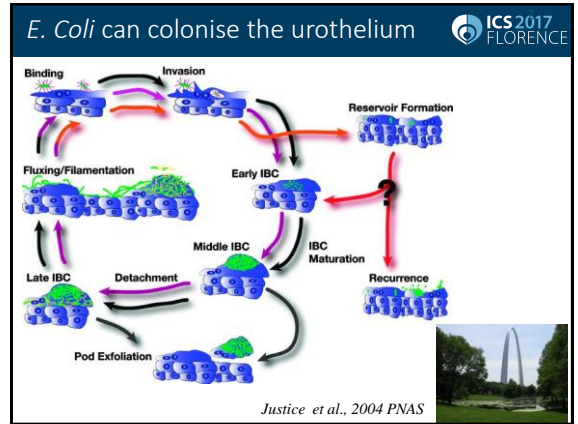 E. Coli can colonise the urothelium
ICS 2017
FLORENCE
Binding
Invasion
Reservoir Formation
Fluxing/Filamentation
Early IBC
?
Middle IBC
IBC
Maturation
Late IBC
Detachment
Recurrence
Pod Exfoliation
Justice et al., 2004 PNAS